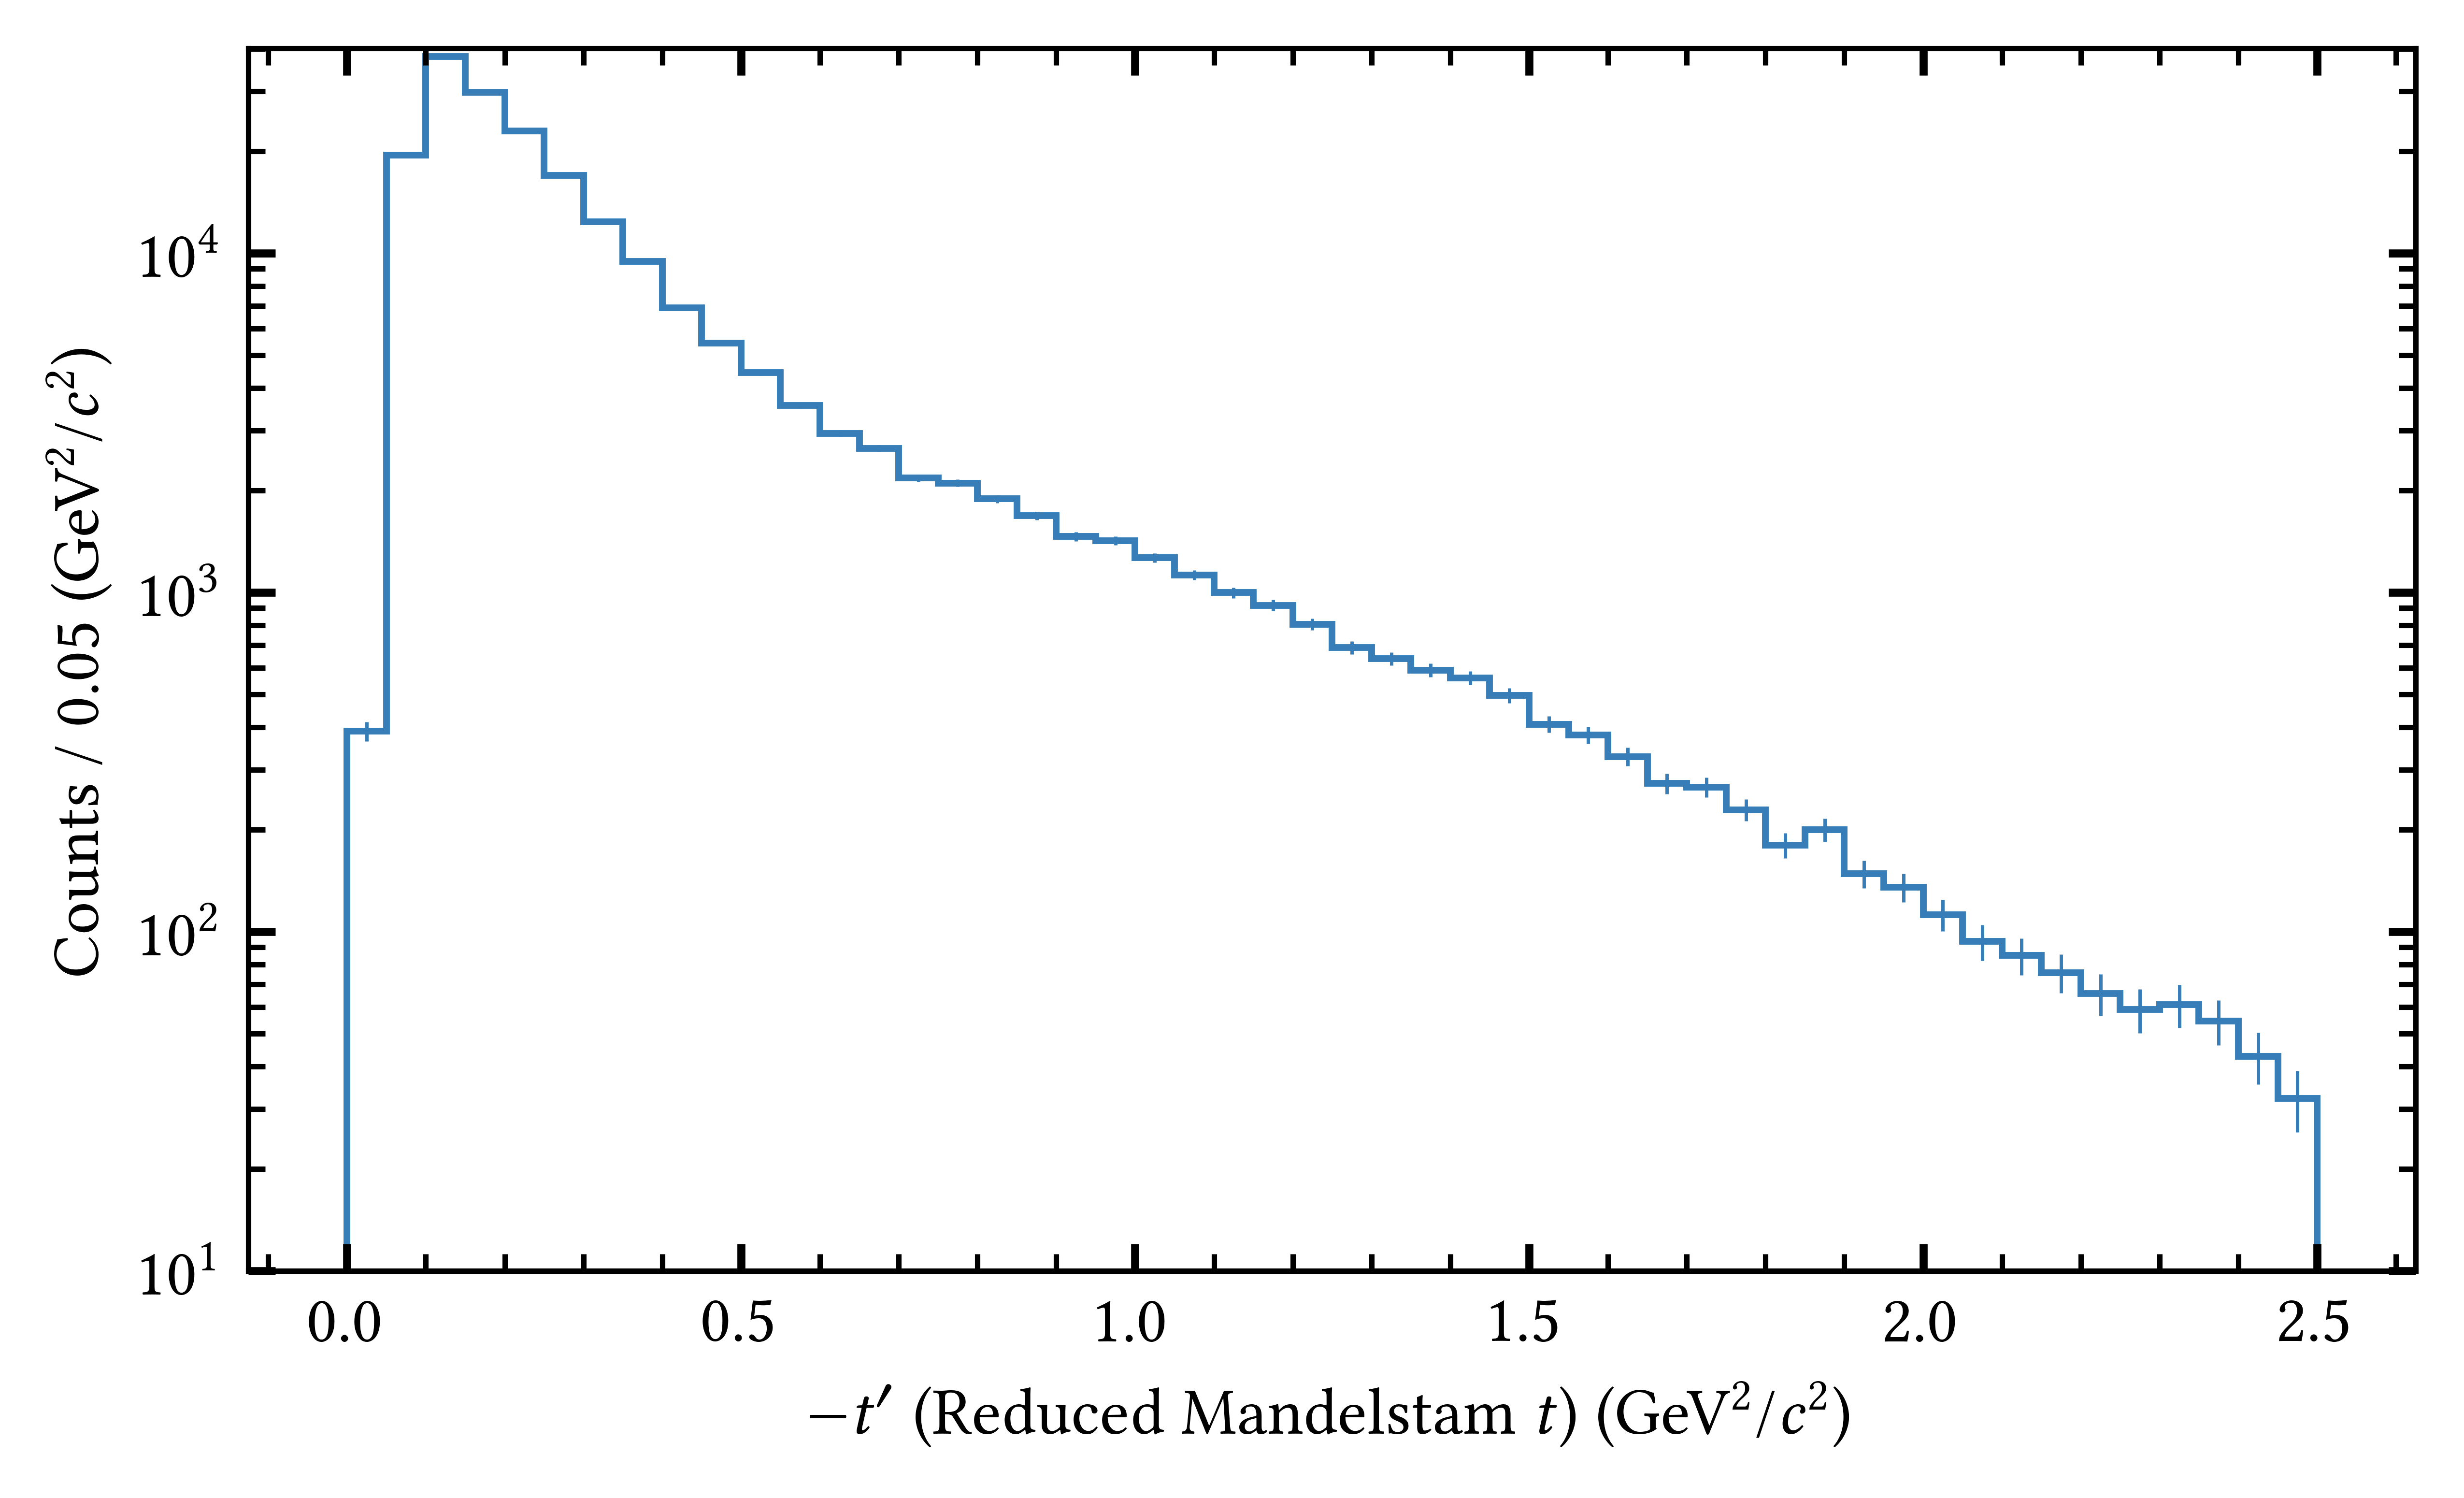 Counts / 0.05 (GeV²/c²)
10⁴
10³
10²
10¹
0.0 0.5 1.0 1.5 2.0 2.5
−t′ (Reduced Mandelstam t) (GeV²/c²)